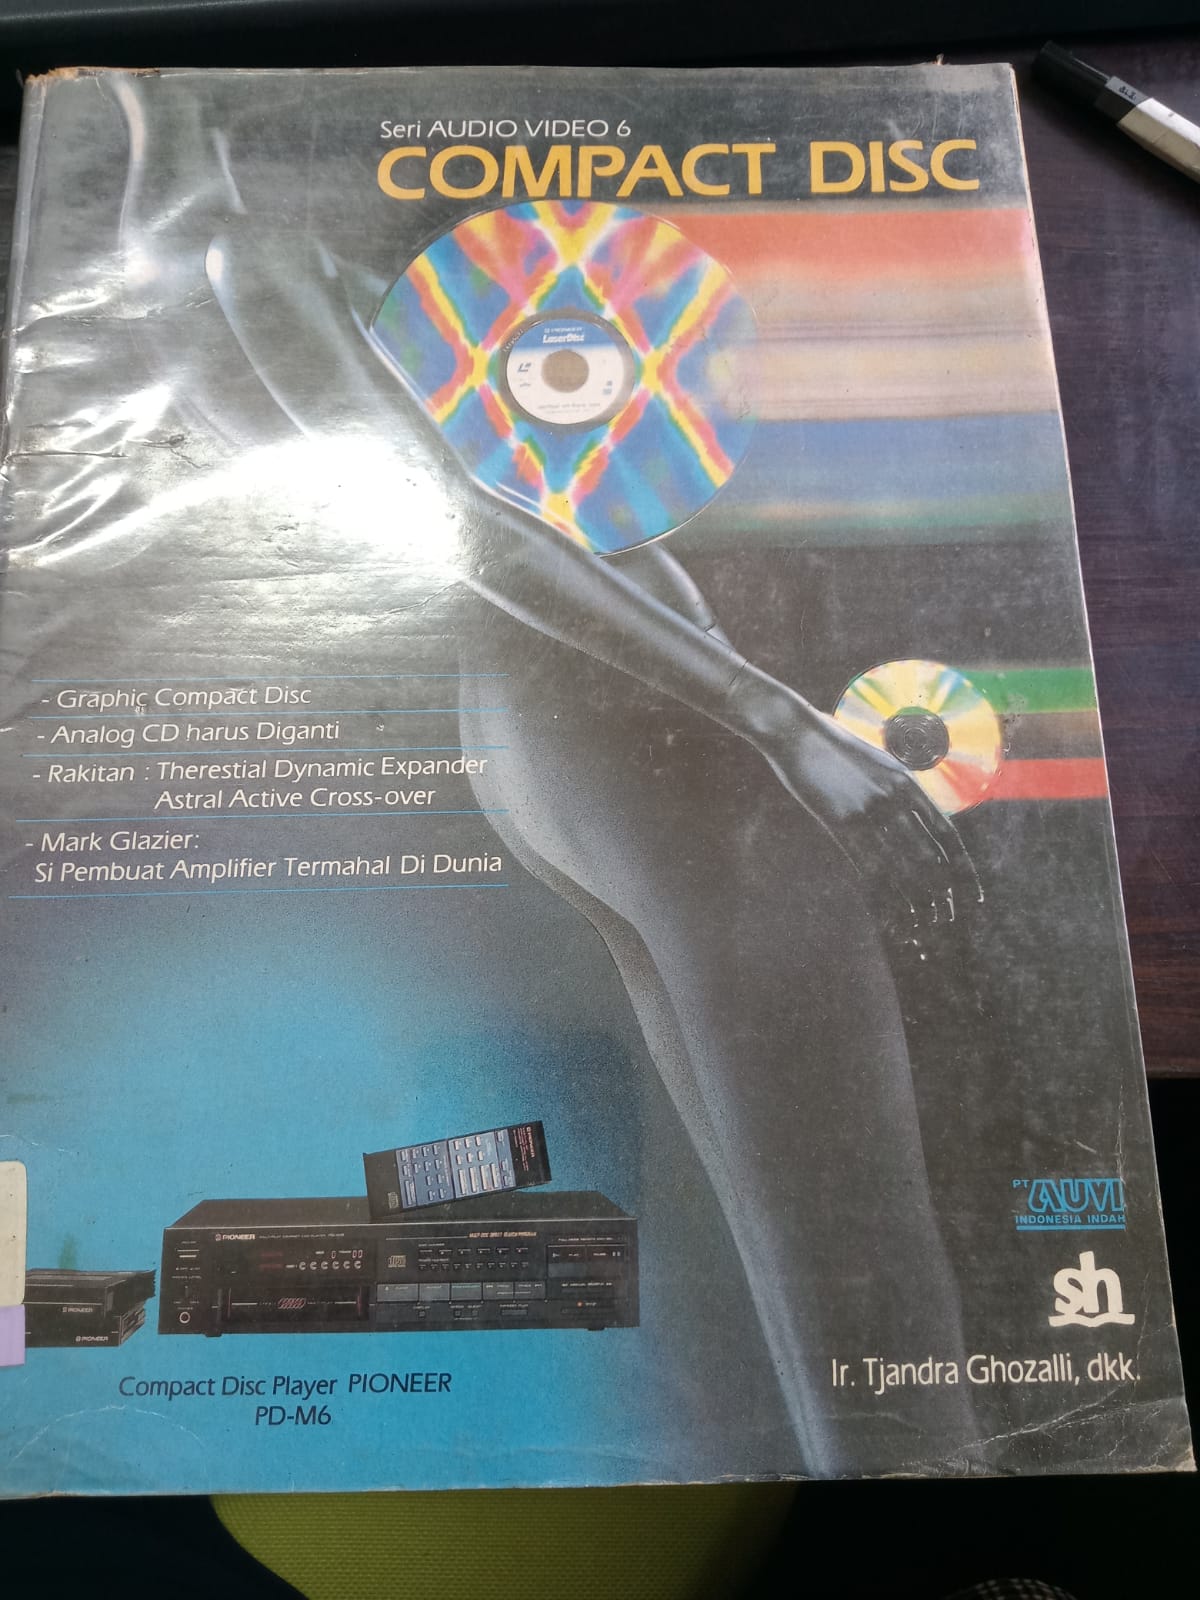 Seri AUDIO VIDEO 6
COMPACT DISC
PIONEER
LaserDisc
- Graphic Compact Disc
- Analog CD harus Diganti
- Rakitan : Therestial Dynamic Expander
Astral Active Cross-over
- Mark Glazier:
Si Pembuat Amplifier Termahal Di Dunia
PIONEER
PIONEER
PIONEER
PIONEER
Compact Disc Player PIONEER
PD-M6
PT AUVI
INDONESIA INDAH
sh
Ir. Tjandra Ghozalli, dkk.